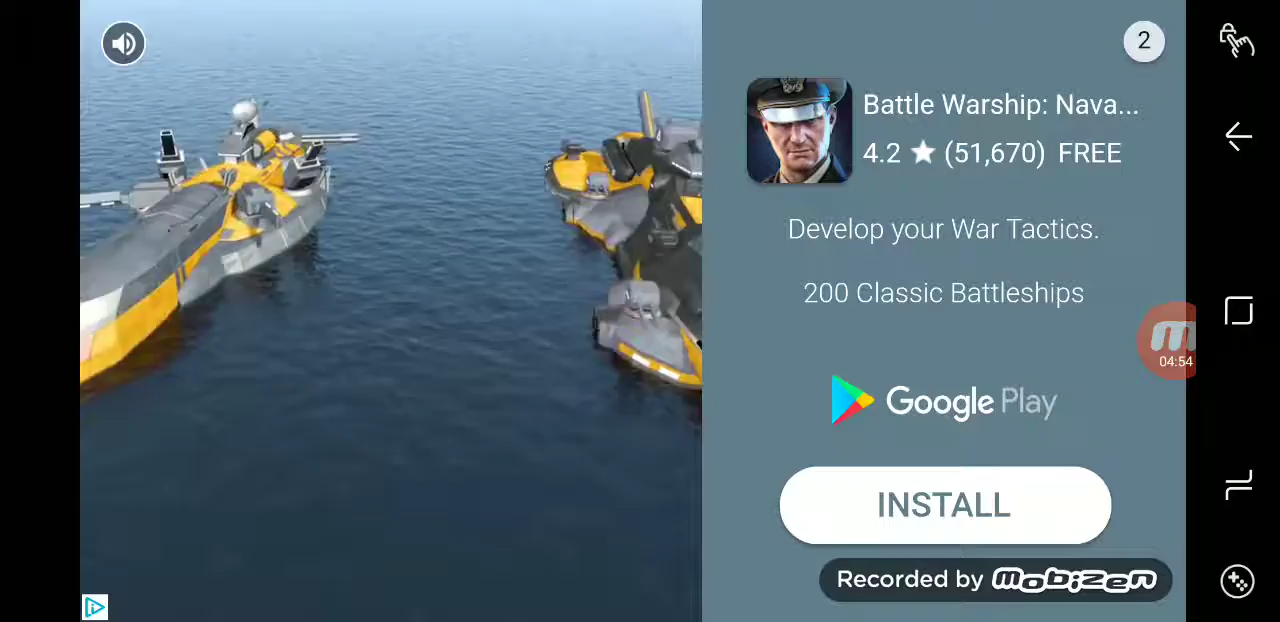 2
Battle Warship: Nava...
4.2 ★ (51,670) FREE
Develop your War Tactics.
200 Classic Battleships
04:54
Google Play
INSTALL
Recorded by mobizen